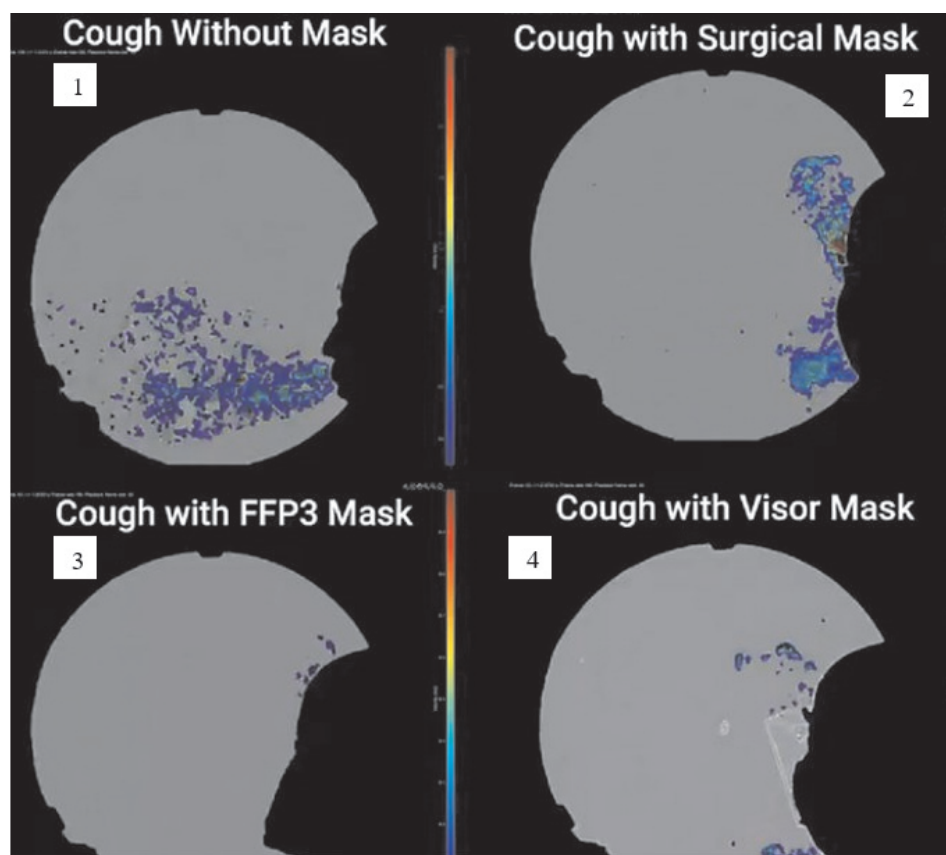 Cough Without Mask
1
Cough with Surgical Mask
2
Cough with FFP3 Mask
3
Cough with Visor Mask
4